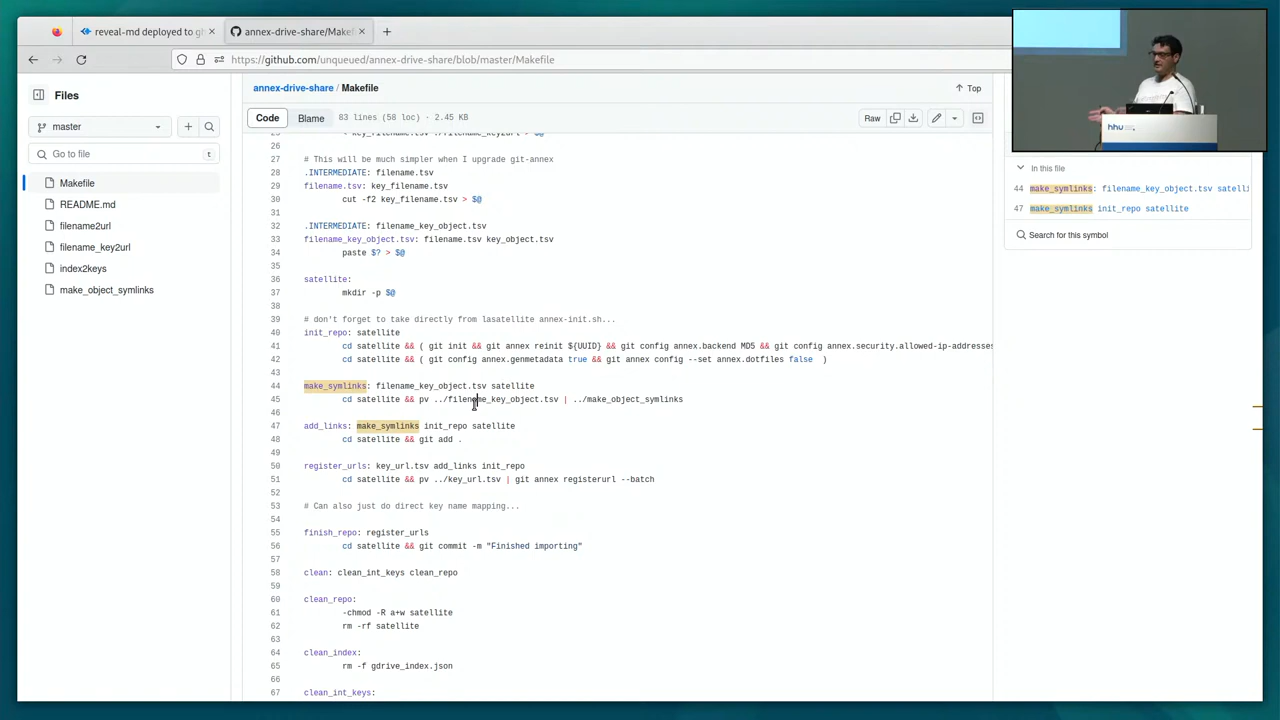 reveal-md deployed to gh
annex-drive-share/Makef
https://github.com/unqueued/annex-drive-share/blob/master/Makefile
Files
master
Go to file
t
Makefile
README.md
filename2url
filename_key2url
index2keys
make_object_symlinks
annex-drive-share / Makefile
Top
Code
Blame
83 lines (58 loc) · 2.45 KB
Raw
26
27 # This will be much simpler when I upgrade git-annex
28 .INTERMEDIATE: filename.tsv
29 filename.tsv: key_filename.tsv
30 cut -f2 key_filename.tsv > $@
31
32 .INTERMEDIATE: filename_key_object.tsv
33 filename_key_object.tsv: filename.tsv key_object.tsv
34 paste $? > $@
35
36 satellite:
37 mkdir -p $@
38
39 # don't forget to take directly from lasatellite annex-init.sh...
40 init_repo: satellite
41 cd satellite && ( git init && git annex reinit ${UUID} && git config annex.backend MD5 && git config annex.security.allowed-ip-addresses
42 cd satellite && ( git config annex.genmetadata true && git annex config --set annex.dotfiles false )
43
44 make_symlinks: filename_key_object.tsv satellite
45 cd satellite && pv ../filename_key_object.tsv | ../make_object_symlinks
46
47 add_links: make_symlinks init_repo satellite
48 cd satellite && git add .
49
50 register_urls: key_url.tsv add_links init_repo
51 cd satellite && pv ../key_url.tsv | git annex registerurl --batch
52
53 # Can also just do direct key name mapping...
54
55 finish_repo: register_urls
56 cd satellite && git commit -m "Finished importing"
57
58 clean: clean_int_keys clean_repo
59
60 clean_repo:
61 -chmod -R a+w satellite
62 rm -rf satellite
63
64 clean_index:
65 rm -f gdrive_index.json
66
67 clean_int_keys:
In this file
44 make_symlinks: filename_key_object.tsv satelli
47 make_symlinks init_repo satellite
Search for this symbol
hhu